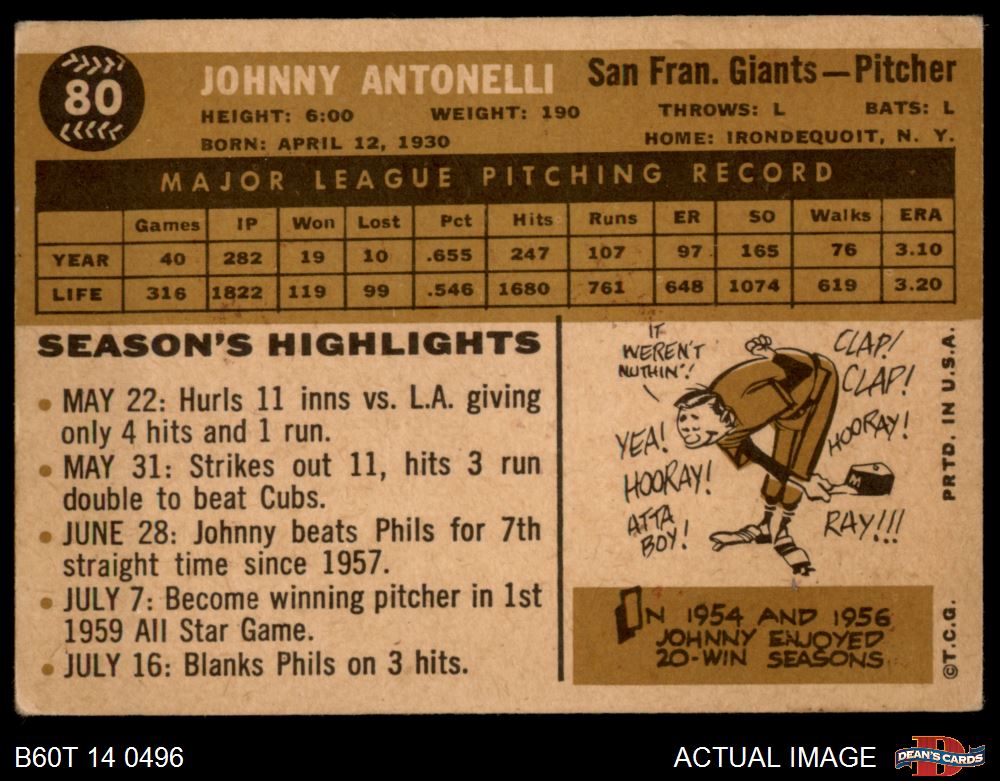 80
JOHNNY ANTONELLI
San Fran. Giants—Pitcher
HEIGHT: 6:00 WEIGHT: 190 THROWS: L BATS: L
BORN: APRIL 12, 1930 HOME: IRONDEQUOIT, N. Y.
MAJOR LEAGUE PITCHING RECORD
Games IP Won Lost Pct Hits Runs ER SO Walks ERA
YEAR 40 282 19 10 .655 247 107 97 165 76 3.10
LIFE 316 1822 119 99 .546 1680 761 648 1074 619 3.20
SEASON'S HIGHLIGHTS
• MAY 22: Hurls 11 inns vs. L.A. giving
only 4 hits and 1 run.
• MAY 31: Strikes out 11, hits 3 run
double to beat Cubs.
• JUNE 28: Johnny beats Phils for 7th
straight time since 1957.
• JULY 7: Become winning pitcher in 1st
1959 All Star Game.
• JULY 16: Blanks Phils on 3 hits.
IT
WEREN'T
NUTHIN'!
CLAP!
CLAP!
YEA!
HOORAY!
HOORAY!
ATTA
BOY!
RAY!!!
IN 1954 AND 1956
JOHNNY ENJOYED
20-WIN SEASONS
PRTD. IN U.S.A.
©T.C.G.
B60T 14 0496
ACTUAL IMAGE
DEAN'S CARDS